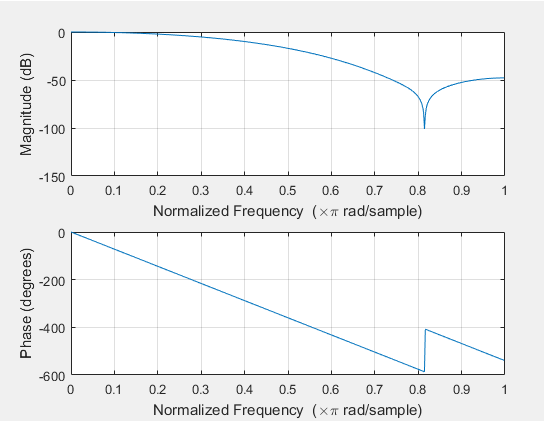 0
-50
-100
-150
Magnitude (dB)
0 0.1 0.2 0.3 0.4 0.5 0.6 0.7 0.8 0.9 1
Normalized Frequency (×π rad/sample)
0
-200
-400
-600
Phase (degrees)
0 0.1 0.2 0.3 0.4 0.5 0.6 0.7 0.8 0.9 1
Normalized Frequency (×π rad/sample)